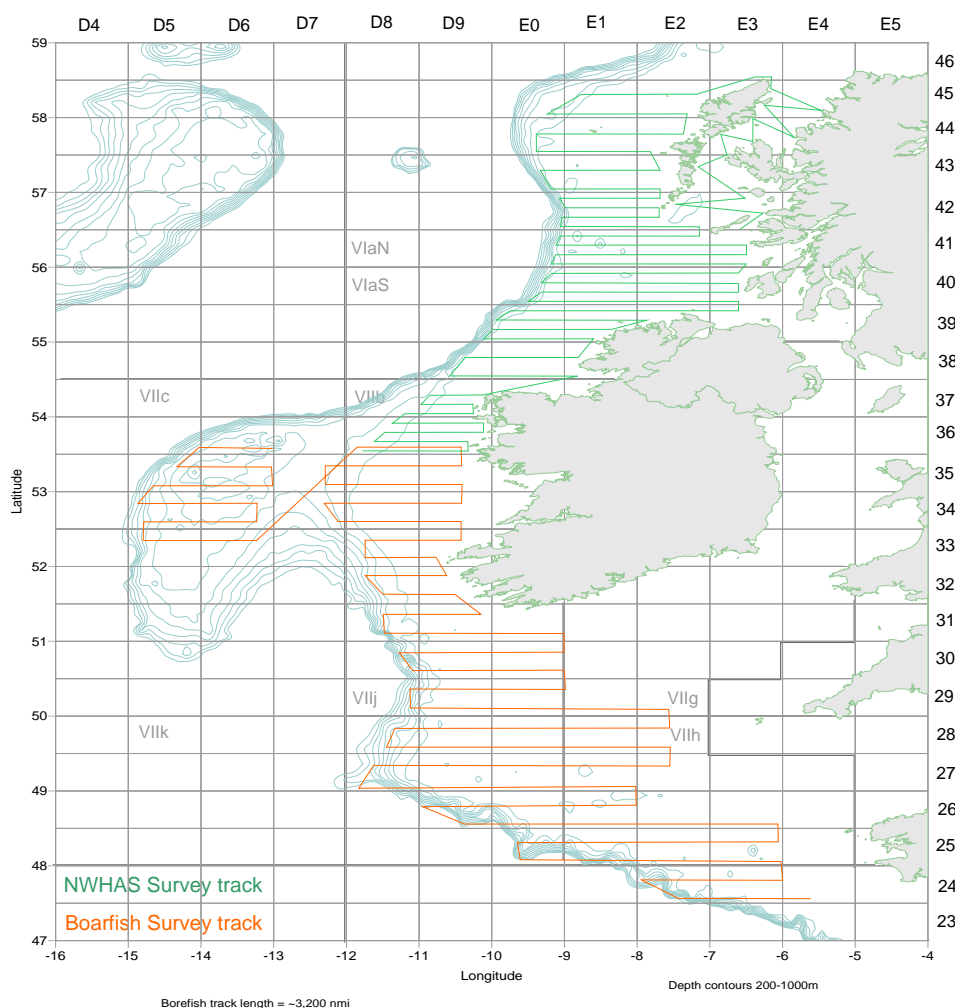 D4 D5 D6 D7 D8 D9 E0 E1 E2 E3 E4 E5
59
46
45
58
44
43
57
42
VIaN
41
56
VIaS
40
39
55
38
VIIc VIIb
37
54
36
35
53
34
33
52
32
31
51
30
VIIj VIIg
29
50
VIIk VIIh
28
27
49
26
25
48
NWHAS Survey track
24
Boarfish Survey track
23
47
-16 -15 -14 -13 -12 -11 -10 -9 -8 -7 -6 -5 -4
Latitude
Longitude
Depth contours 200-1000m
Borefish track length = ~3,200 nmi